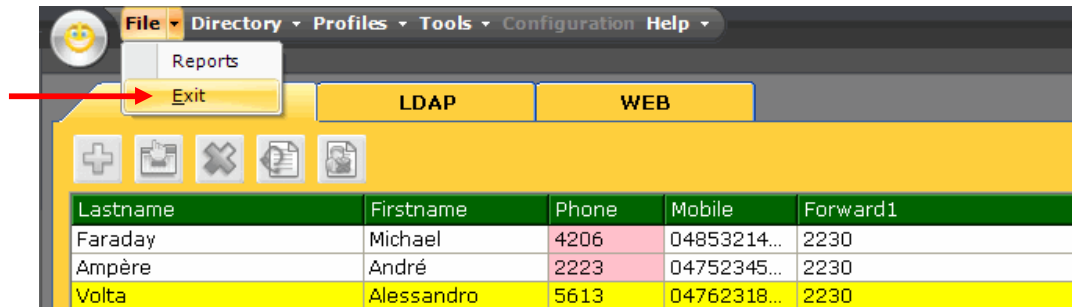 File Directory Profiles Tools Configuration Help
Reports
Exit
LDAP WEB
Lastname Firstname Phone Mobile Forward1
Faraday Michael 4206 04853214... 2230
Ampère André 2223 04752345... 2230
Volta Alessandro 5613 04762318... 2230